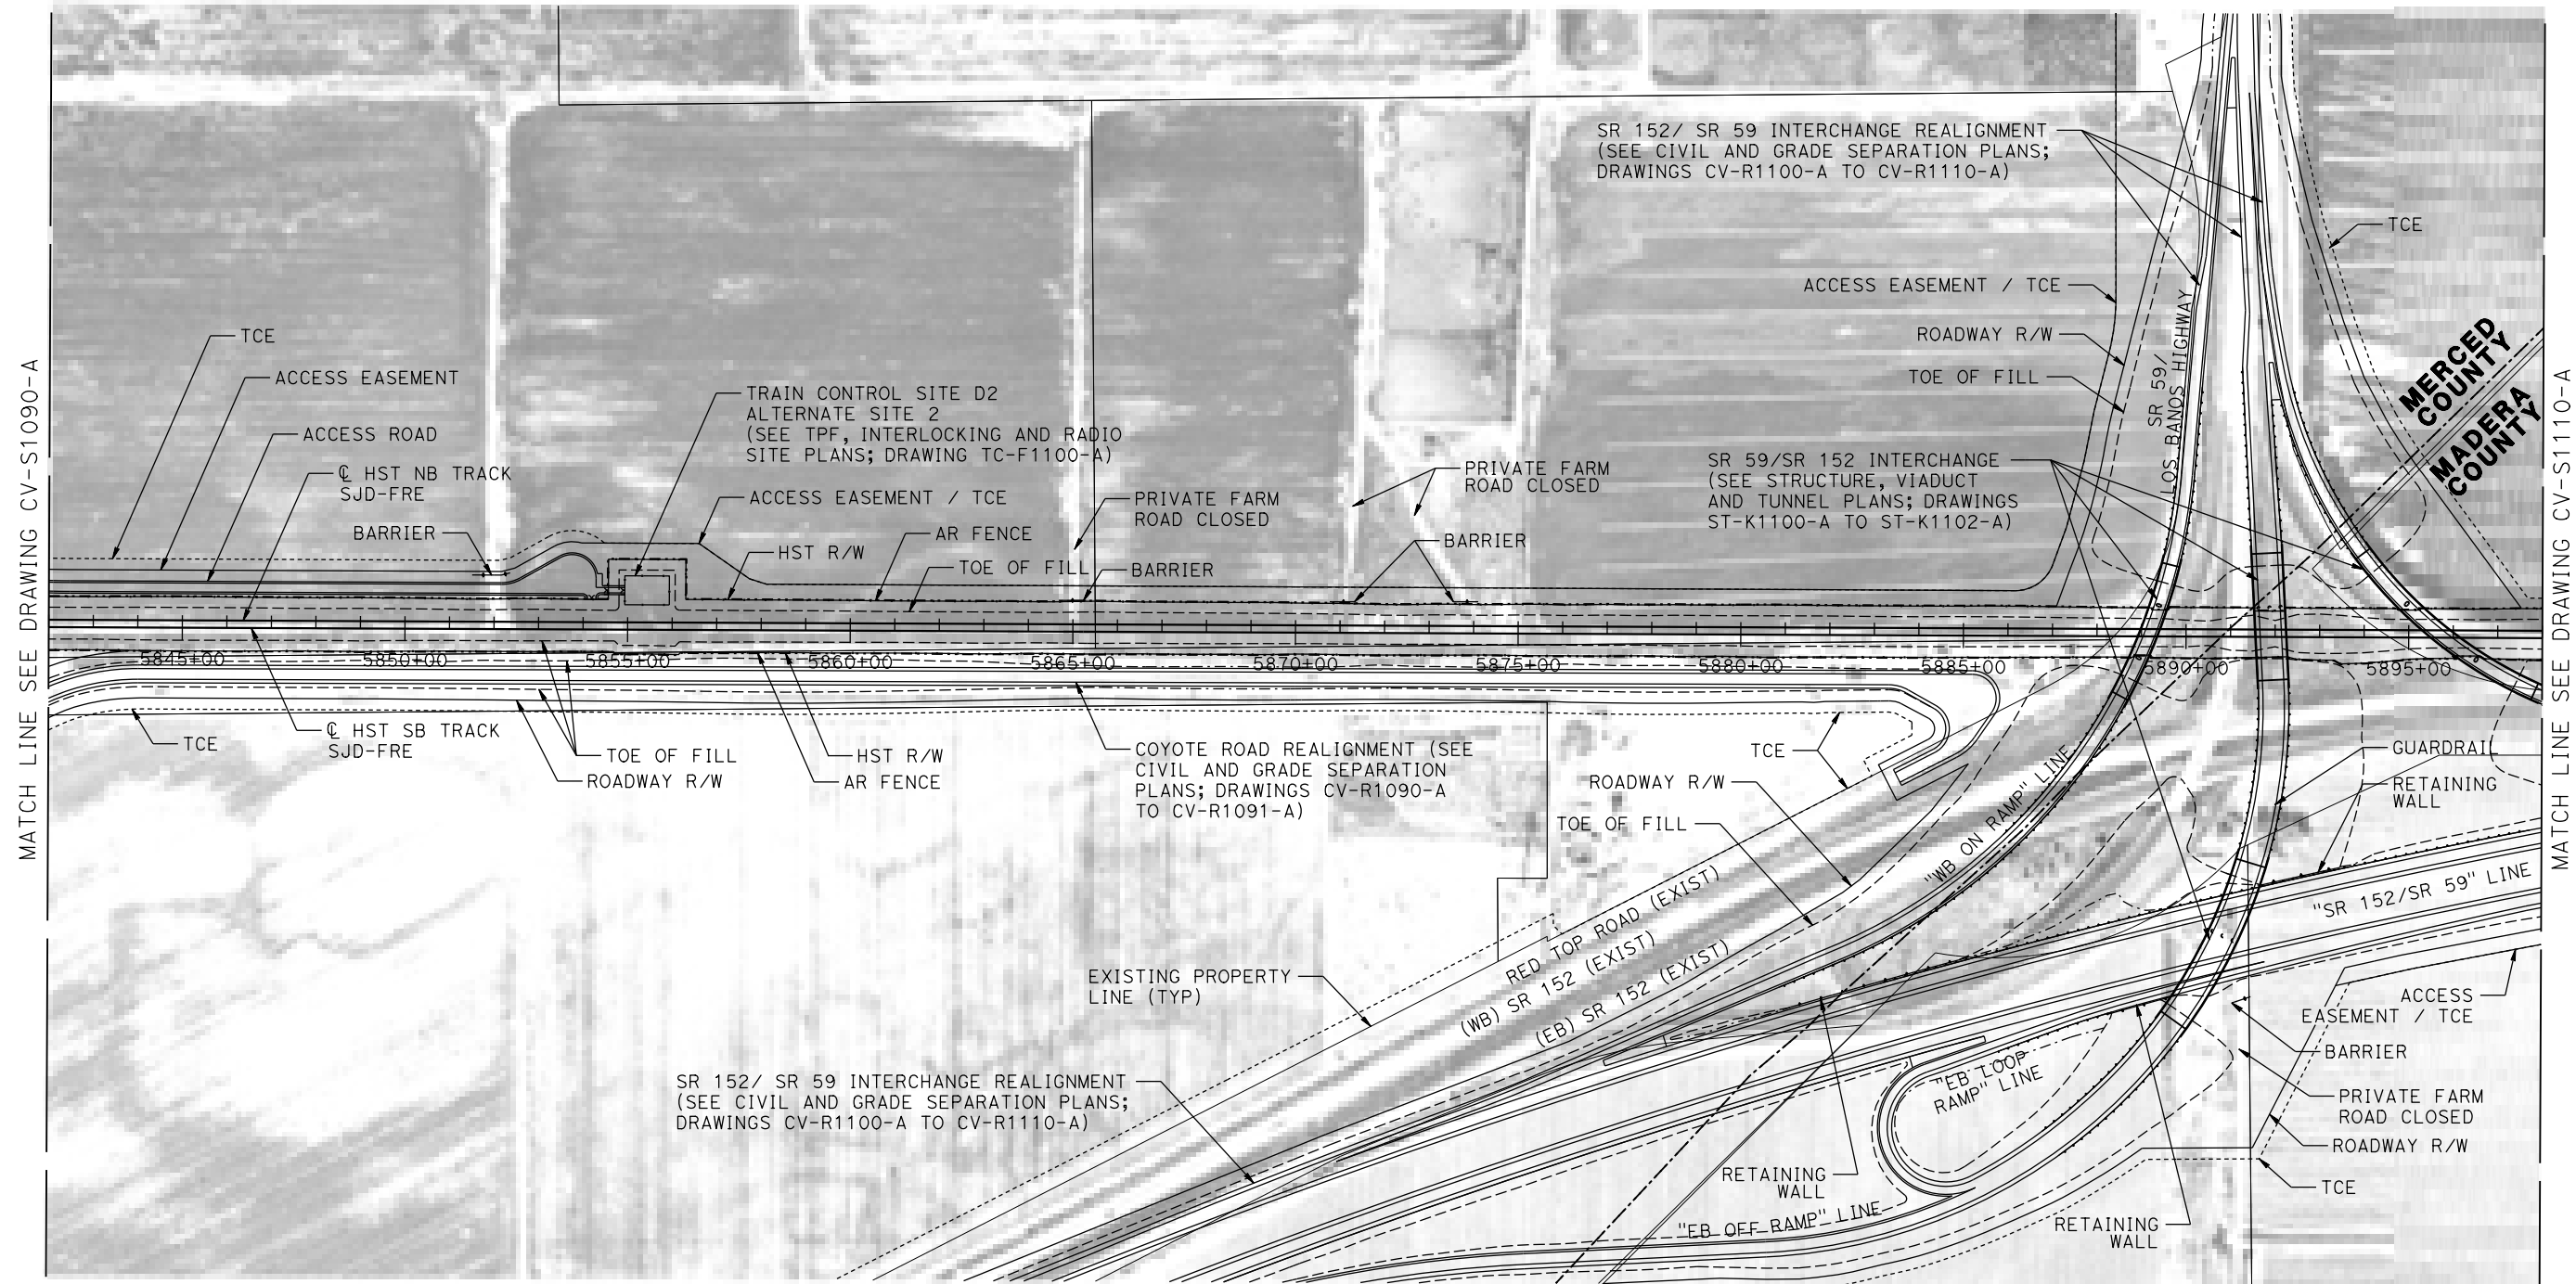 MATCH LINE SEE DRAWING CV-S1090-A
SR 152/ SR 59 INTERCHANGE REALIGNMENT
(SEE CIVIL AND GRADE SEPARATION PLANS;
DRAWINGS CV-R1100-A TO CV-R1110-A)
TCE
ACCESS EASEMENT / TCE
ROADWAY R/W
TOE OF FILL
SR 59/
LOS BANOS HIGHWAY
MERCED
COUNTY
MADERA
COUNTY
TCE
ACCESS EASEMENT
ACCESS ROAD
℄ HST NB TRACK
SJD-FRE
BARRIER
TRAIN CONTROL SITE D2
ALTERNATE SITE 2
(SEE TPF, INTERLOCKING AND RADIO
SITE PLANS; DRAWING TC-F1100-A)
ACCESS EASEMENT / TCE
HST R/W
AR FENCE
TOE OF FILL
PRIVATE FARM
ROAD CLOSED
BARRIER
PRIVATE FARM
ROAD CLOSED
BARRIER
SR 59/SR 152 INTERCHANGE
(SEE STRUCTURE, VIADUCT
AND TUNNEL PLANS; DRAWINGS
ST-K1100-A TO ST-K1102-A)
5845+00
5850+00
5855+00
5860+00
5865+00
5870+00
5875+00
5880+00
5885+00
5890+00
5895+00
TCE
℄ HST SB TRACK
SJD-FRE
TOE OF FILL
ROADWAY R/W
HST R/W
AR FENCE
COYOTE ROAD REALIGNMENT (SEE
CIVIL AND GRADE SEPARATION
PLANS; DRAWINGS CV-R1090-A
TO CV-R1091-A)
TCE
ROADWAY R/W
TOE OF FILL
"WB ON RAMP" LINE
GUARDRAIL
RETAINING
WALL
"SR 152/SR 59" LINE
RED TOP ROAD (EXIST)
(WB) SR 152 (EXIST)
(EB) SR 152 (EXIST)
EXISTING PROPERTY
LINE (TYP)
SR 152/ SR 59 INTERCHANGE REALIGNMENT
(SEE CIVIL AND GRADE SEPARATION PLANS;
DRAWINGS CV-R1100-A TO CV-R1110-A)
ACCESS
EASEMENT / TCE
BARRIER
PRIVATE FARM
ROAD CLOSED
ROADWAY R/W
TCE
"EB LOOP
RAMP" LINE
RETAINING
WALL
"EB OFF RAMP" LINE
RETAINING
WALL
MATCH LINE SEE DRAWING CV-S1110-A